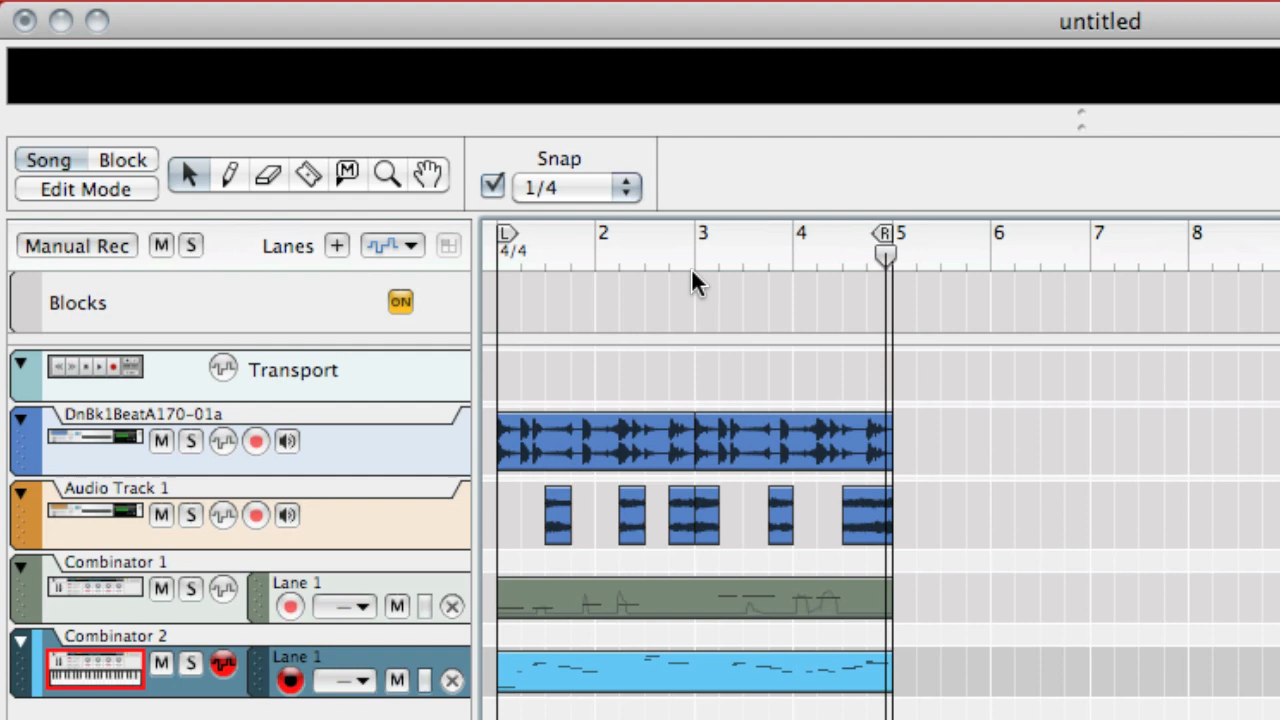 untitled
Song Block
Edit Mode
M
Snap
1/4
Manual Rec M S Lanes +
L 2 3 4 R 5 6 7 8
4/4
Blocks ON
Transport
DnBk1BeatA170-01a
M S
Audio Track 1
M S
Combinator 1
M S Lane 1
— M
Combinator 2
M S Lane 1
— M